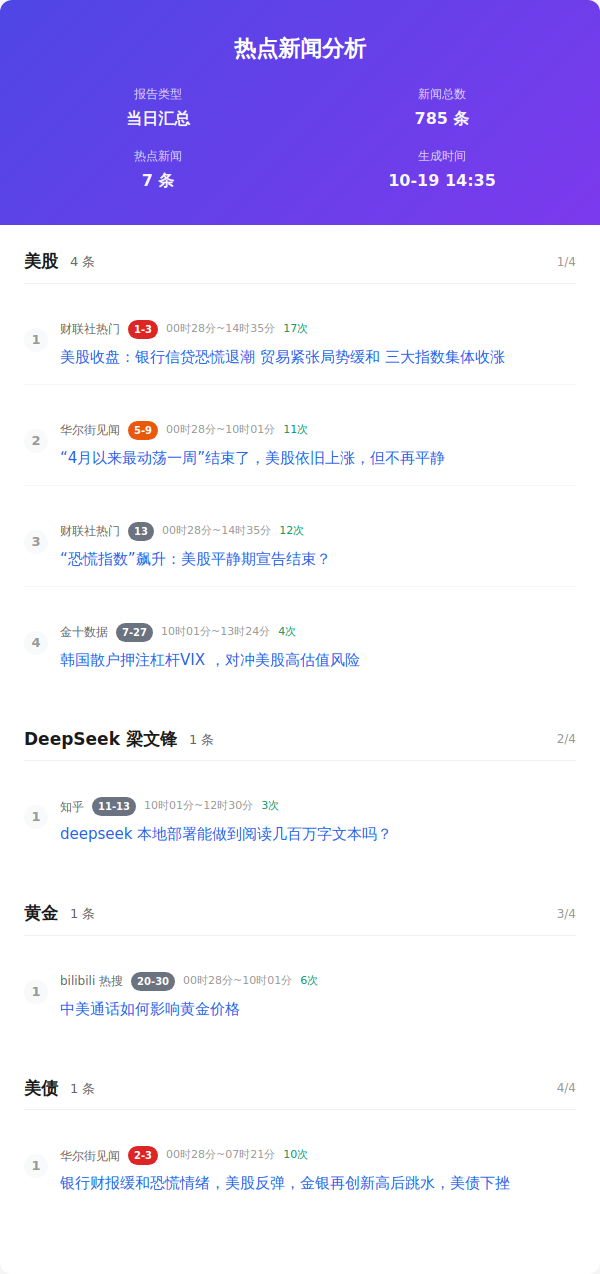 热点新闻分析
报告类型
新闻总数
当日汇总
785 条
热点新闻
生成时间
7 条
10-19 14:35
美股 4 条 1/4
1
财联社热门 1-3 00时28分~14时35分 17次
美股收盘：银行信贷恐慌退潮 贸易紧张局势缓和 三大指数集体收涨
2
华尔街见闻 5-9 00时28分~10时01分 11次
“4月以来最动荡一周”结束了，美股依旧上涨，但不再平静
3
财联社热门 13 00时28分~14时35分 12次
“恐慌指数”飙升：美股平静期宣告结束？
4
金十数据 7-27 10时01分~13时24分 4次
韩国散户押注杠杆VIX ，对冲美股高估值风险
DeepSeek 梁文锋 1 条 2/4
1
知乎 11-13 10时01分~12时30分 3次
deepseek 本地部署能做到阅读几百万字文本吗？
黄金 1 条 3/4
1
bilibili 热搜 20-30 00时28分~10时01分 6次
中美通话如何影响黄金价格
美债 1 条 4/4
1
华尔街见闻 2-3 00时28分~07时21分 10次
银行财报缓和恐慌情绪，美股反弹，金银再创新高后跳水，美债下挫